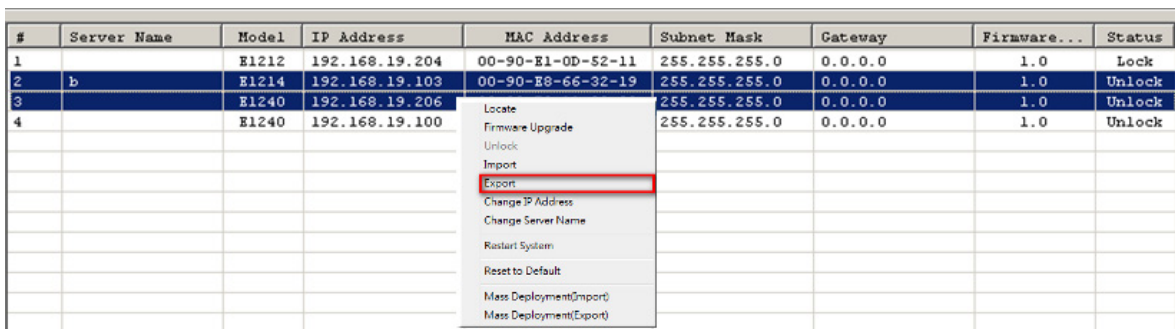 # Server Name Model IP Address MAC Address Subnet Mask Gateway Firmware... Status
1 E1212 192.168.19.204 00-90-E1-0D-52-11 255.255.255.0 0.0.0.0 1.0 Lock
2 b E1214 192.168.19.103 00-90-E8-66-32-19 255.255.255.0 0.0.0.0 1.0 Unlock
3 E1240 192.168.19.206 255.255.255.0 0.0.0.0 1.0 Unlock
4 E1240 192.168.19.100 255.255.255.0 0.0.0.0 1.0 Unlock
Locate
Firmware Upgrade
Unlock
Import
Export
Change IP Address
Change Server Name
Restart System
Reset to Default
Mass Deployment(Import)
Mass Deployment(Export)